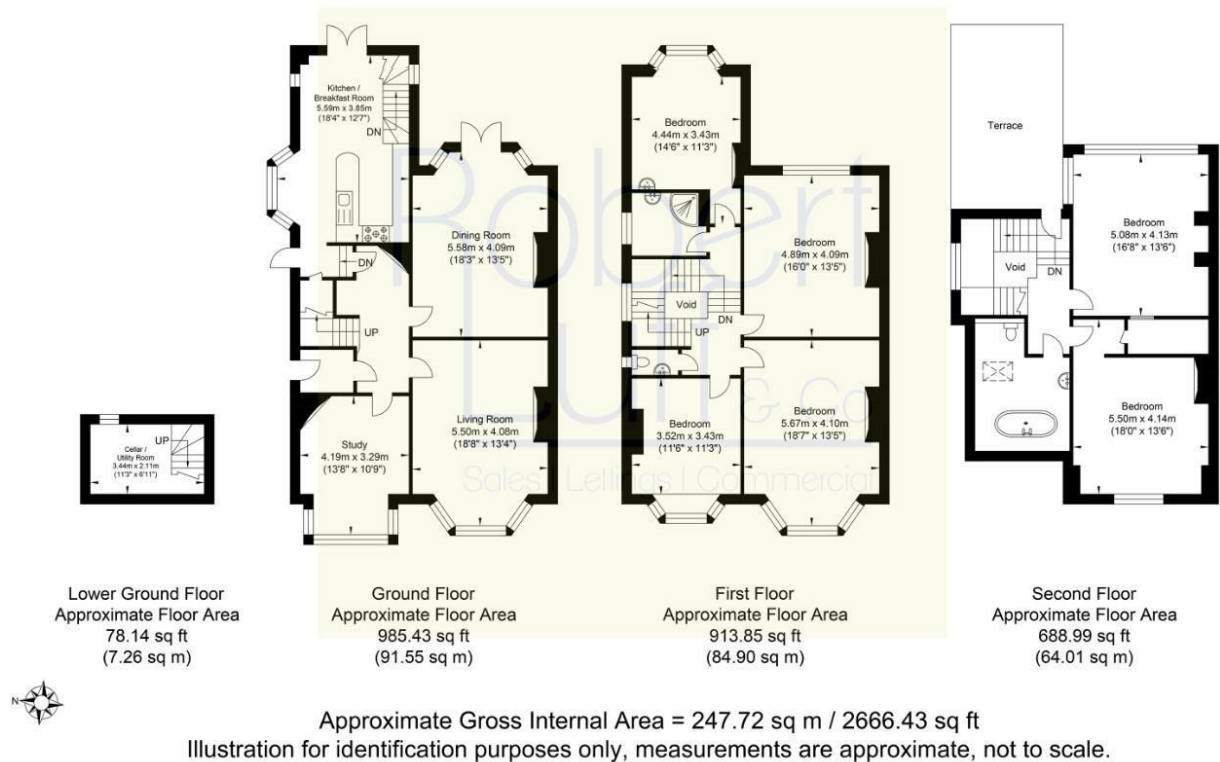 Kitchen /
Breakfast Room
5.59m x 3.85m
(18'4" x 12'7")
DN
Dining Room
5.58m x 4.09m
(18'3" x 13'5")
DN
UP
Living Room
5.50m x 4.08m
(18'8" x 13'4")
Study
4.19m x 3.29m
(13'8" x 10'9")
Cellar /
Utility Room
3.44m x 2.11m
(11'3" x 6'11")
UP
Bedroom
4.44m x 3.43m
(14'6" x 11'3")
Bedroom
4.89m x 4.09m
(16'0" x 13'5")
Void
DN
UP
Bedroom
3.52m x 3.43m
(11'6" x 11'3")
Bedroom
5.67m x 4.10m
(18'7" x 13'5")
Terrace
Bedroom
5.08m x 4.13m
(16'8" x 13'6")
Void
DN
Bedroom
5.50m x 4.14m
(18'0" x 13'6")
Robert
Luff
& Co
Sales | Lettings | Commercial
Lower Ground Floor
Approximate Floor Area
78.14 sq ft
(7.26 sq m)
Ground Floor
Approximate Floor Area
985.43 sq ft
(91.55 sq m)
First Floor
Approximate Floor Area
913.85 sq ft
(84.90 sq m)
Second Floor
Approximate Floor Area
688.99 sq ft
(64.01 sq m)
N
Approximate Gross Internal Area = 247.72 sq m / 2666.43 sq ft
Illustration for identification purposes only, measurements are approximate, not to scale.